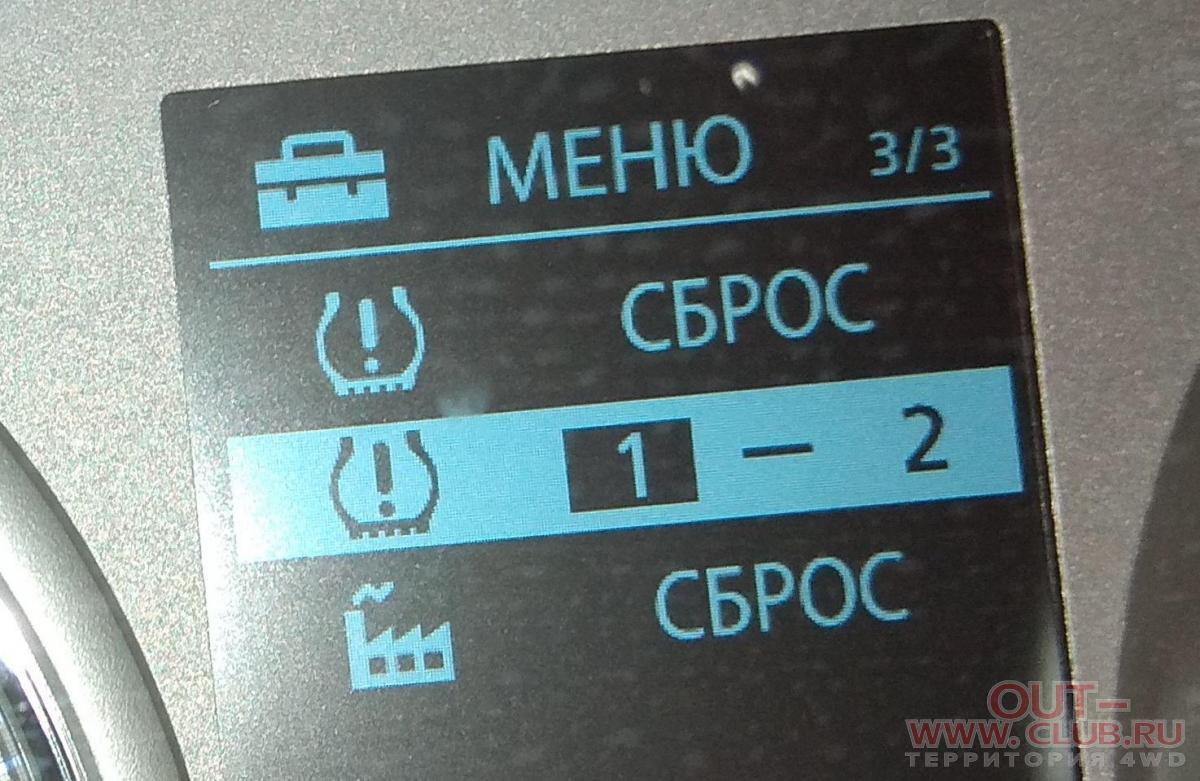 МЕНЮ 3/3
СБРОС
1 — 2
СБРОС
OUT-
WWW.CLUB.RU
ТЕРРИТОРИЯ 4WD